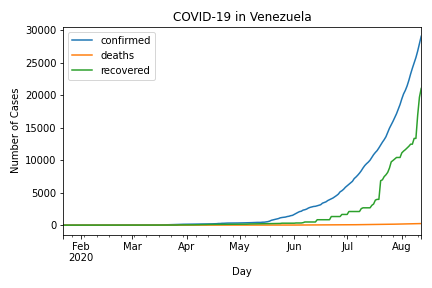 COVID-19 in Venezuela
confirmed
deaths
recovered
Number of Cases
30000
25000
20000
15000
10000
5000
0
Feb Mar Apr May Jun Jul Aug
2020
Day